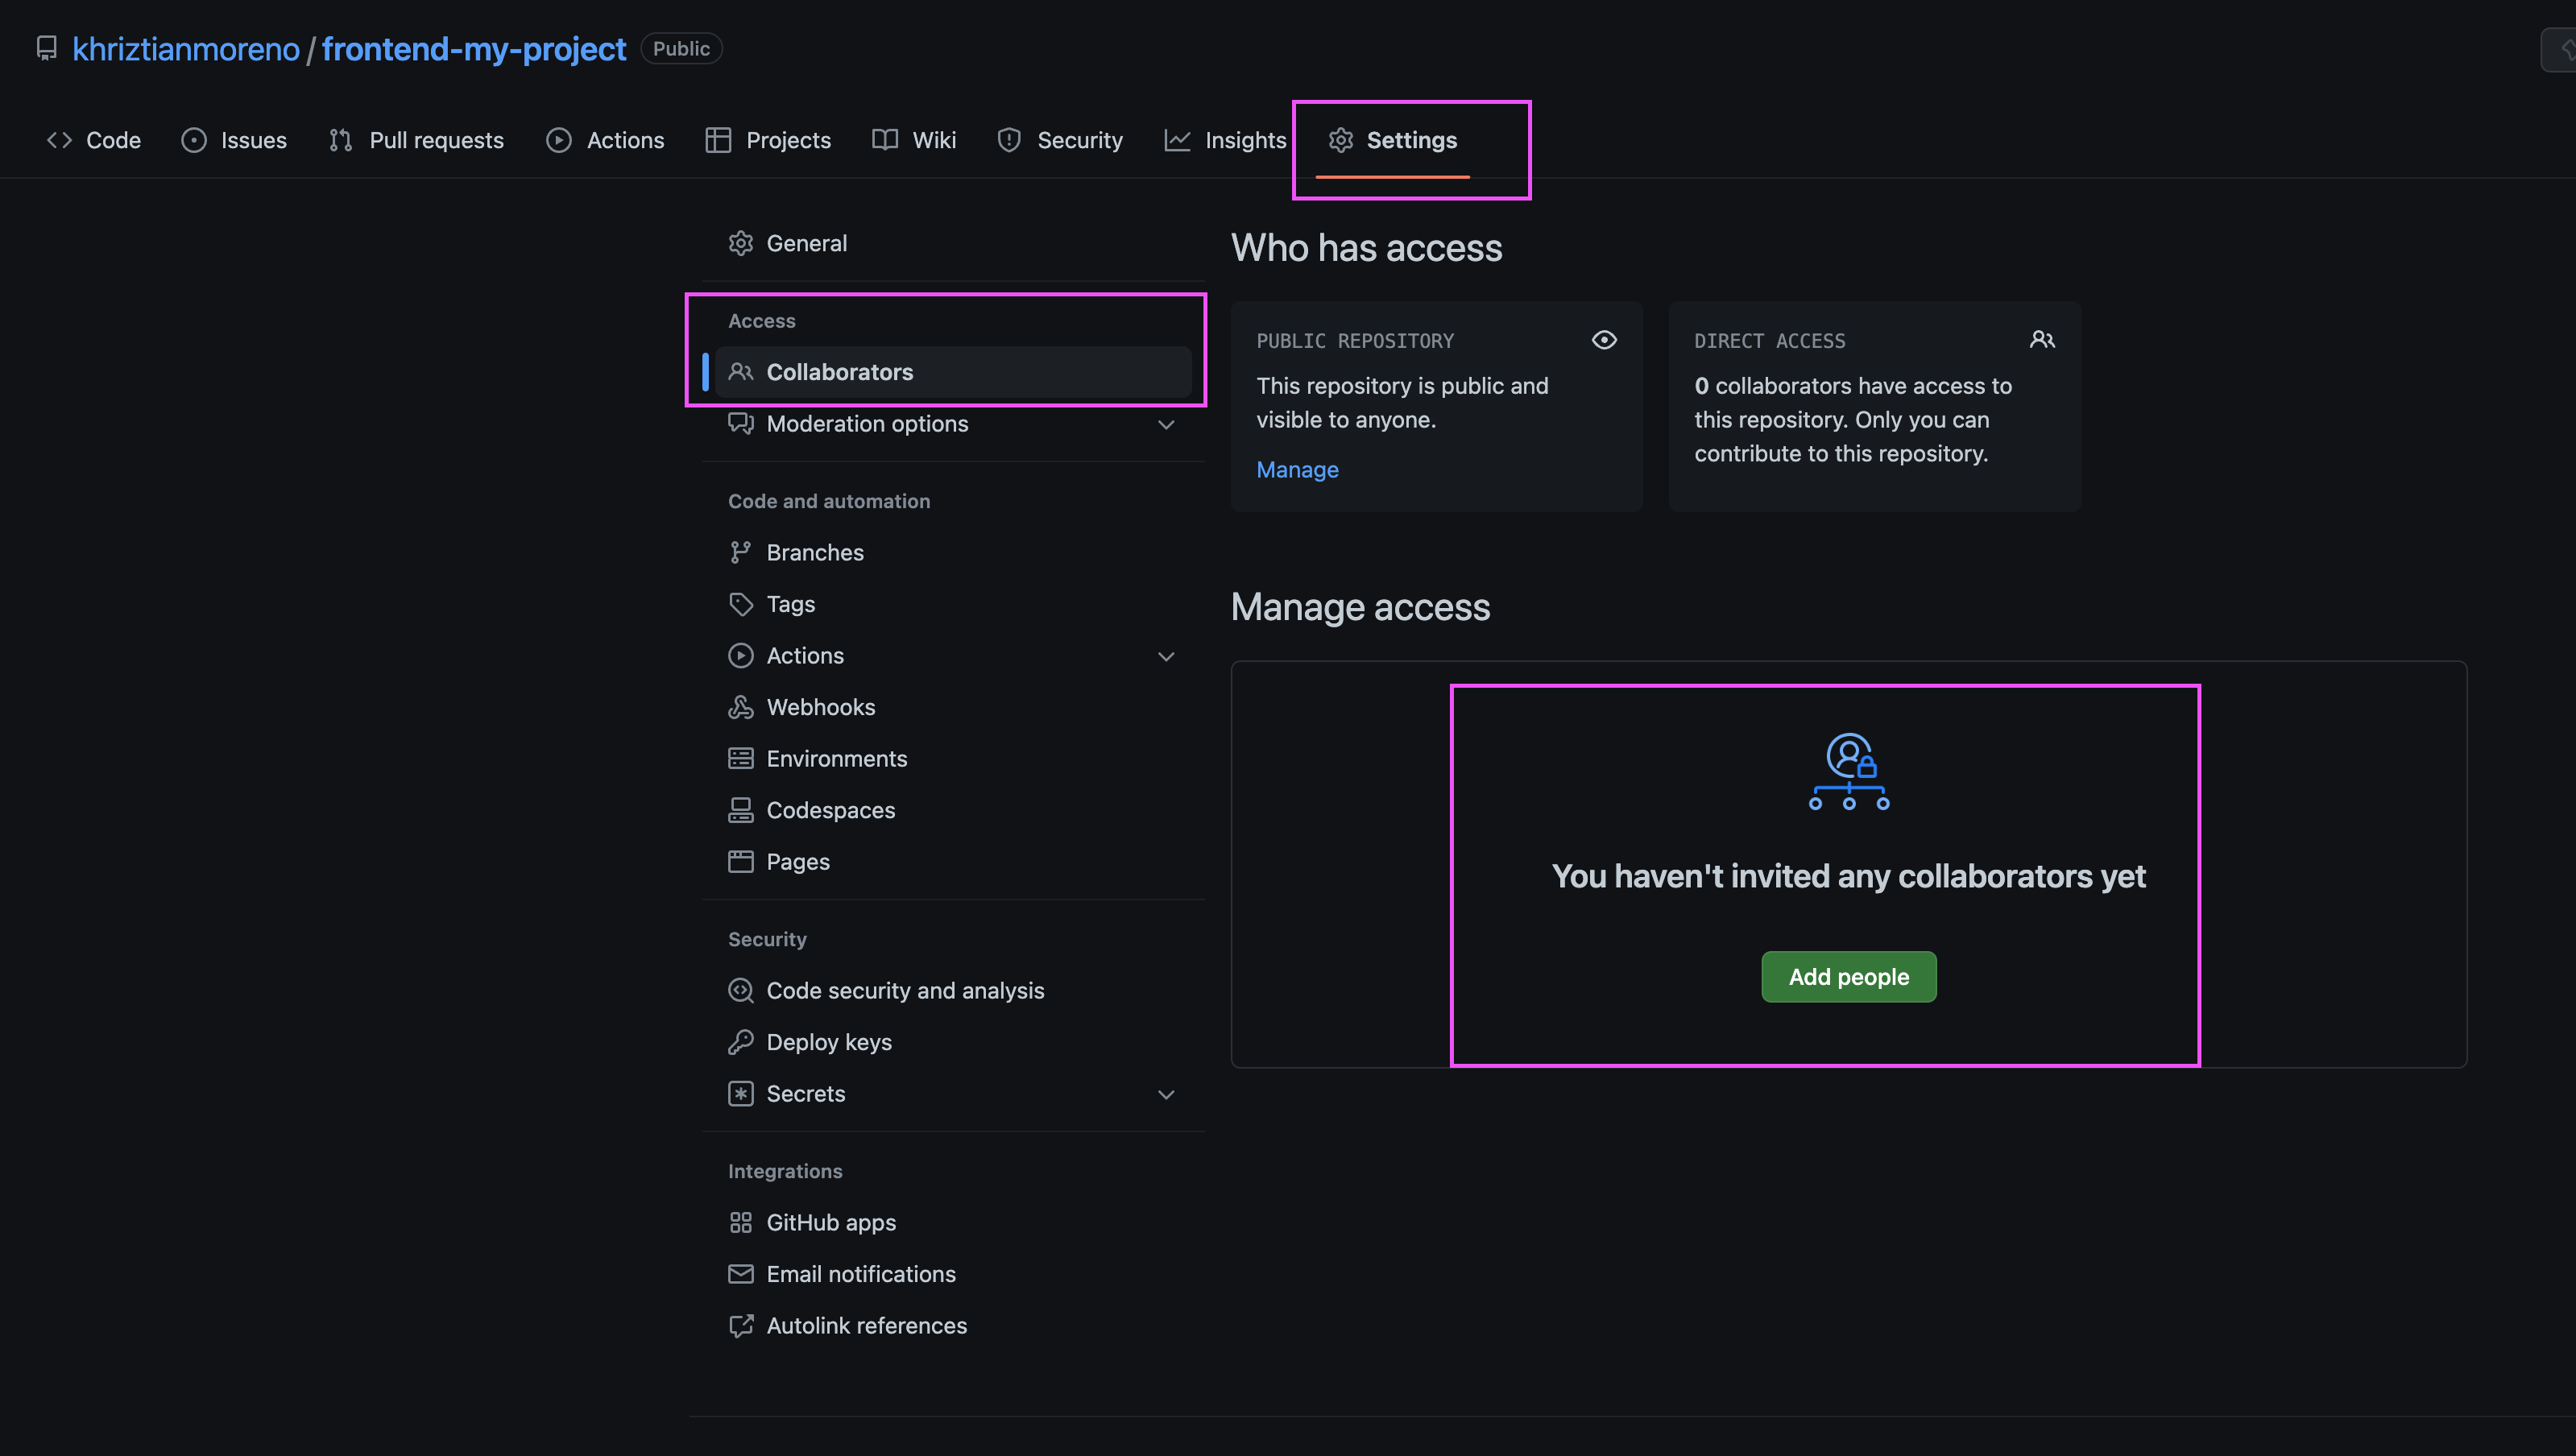 khriztianmoreno / frontend-my-project Public
Code Issues Pull requests Actions Projects Wiki Security Insights Settings
General
Access
Collaborators
Moderation options
Code and automation
Branches
Tags
Actions
Webhooks
Environments
Codespaces
Pages
Security
Code security and analysis
Deploy keys
Secrets
Integrations
GitHub apps
Email notifications
Autolink references
Who has access
PUBLIC REPOSITORY
This repository is public and
visible to anyone.
Manage
DIRECT ACCESS
0 collaborators have access to
this repository. Only you can
contribute to this repository.
Manage access
You haven't invited any collaborators yet
Add people